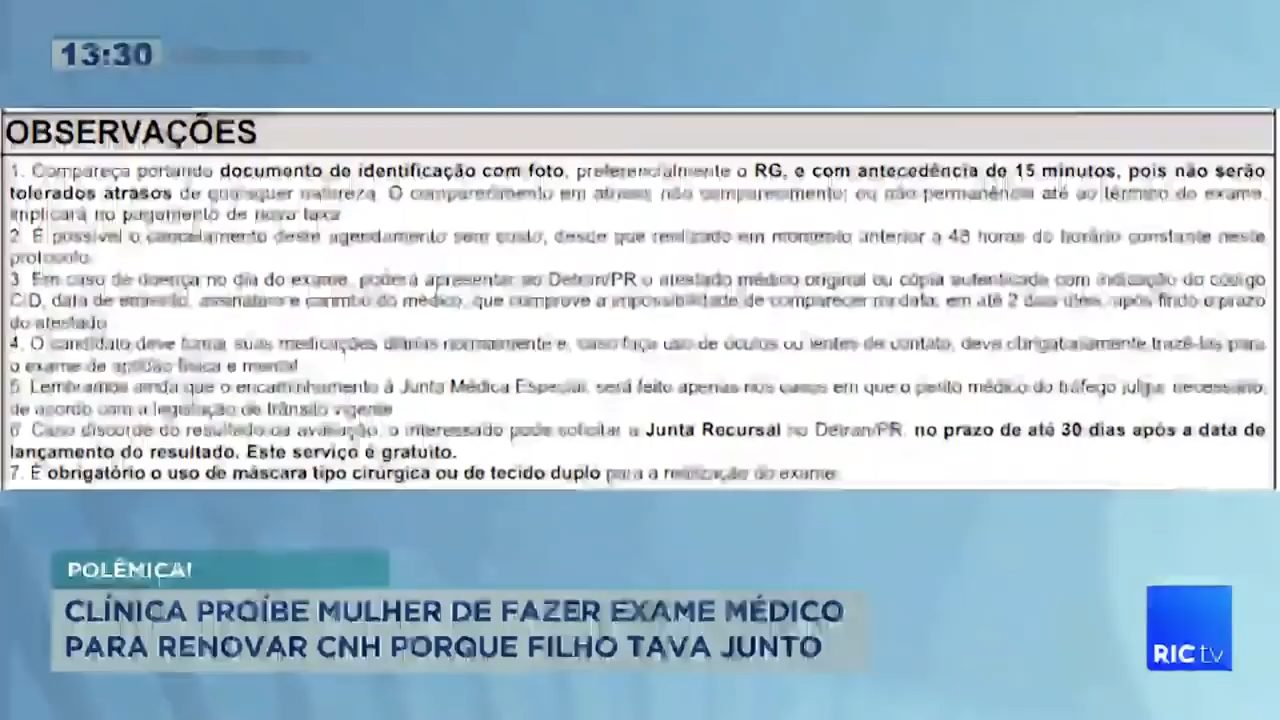 13:30
OBSERVAÇÕES
1. Compareça portando documento de identificação com foto, preferencialmente o RG, e com antecedência de 15 minutos, pois não serão
tolerados atrasos de quaisquer natureza. O comparecimento em atraso, não comparecimento; ou não permanência até ao término do exame,
implicará no pagamento de nova taxa
2. É possível o cancelamento deste agendamento sem custo, desde que realizado em momento anterior a 48 horas do horário constante neste
protocolo.
3. Em caso de doença no dia do exame, poderá apresentar ao Detran/PR o atestado médico original ou cópia autenticada com indicação do código
CID, data de emissão, assinatura e carimbo do médico, que comprove a impossibilidade de comparecer na data, em até 2 dias úteis, após findo o prazo
do atestado
4. O candidato deve tomar suas medicações diárias normalmente e, caso faça uso de óculos ou lentes de contato, deve obrigatoriamente trazê-los para
o exame de aptidão física e mental
5. Lembramos ainda que o encaminhamento à Junta Médica Especial, será feito apenas nos casos em que o perito médico do tráfego julgar necessário,
de acordo com a legislação de trânsito vigente
6. Caso discorde do resultado da avaliação, o interessado pode solicitar a Junta Recursal no Detran/PR, no prazo de até 30 dias após a data de
lançamento do resultado. Este serviço é gratuito.
7. É obrigatório o uso de máscara tipo cirúrgica ou de tecido duplo para a realização do exame.
POLÊMICA!
CLÍNICA PROÍBE MULHER DE FAZER EXAME MÉDICO
PARA RENOVAR CNH PORQUE FILHO TAVA JUNTO
RIC tv